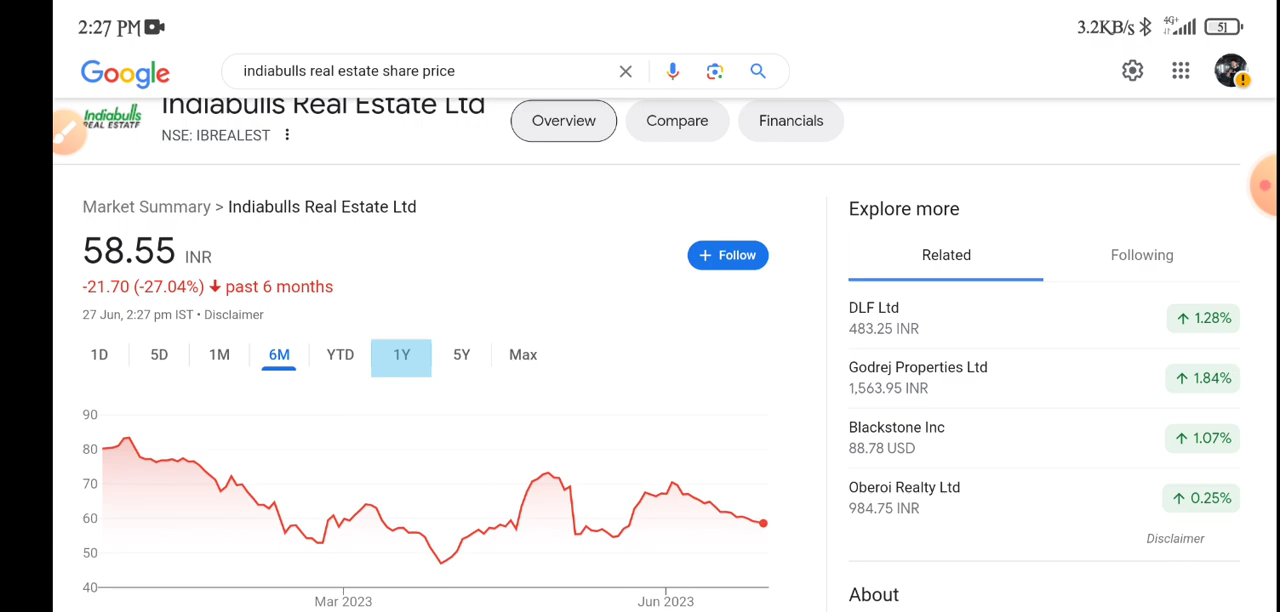 2:27 PM
3.2KB/s 4G+ 51
Google
indiabulls real estate share price
Indiabulls
REAL ESTATE
Indiabulls Real Estate Ltd
NSE: IBREALEST
Overview Compare Financials
Market Summary > Indiabulls Real Estate Ltd
58.55 INR
+ Follow
-21.70 (-27.04%) ↓ past 6 months
27 Jun, 2:27 pm IST • Disclaimer
1D 5D 1M 6M YTD 1Y 5Y Max
90
80
70
60
50
40
Mar 2023 Jun 2023
Explore more
Related Following
DLF Ltd
483.25 INR
↑ 1.28%
Godrej Properties Ltd
1,563.95 INR
↑ 1.84%
Blackstone Inc
88.78 USD
↑ 1.07%
Oberoi Realty Ltd
984.75 INR
↑ 0.25%
Disclaimer
About